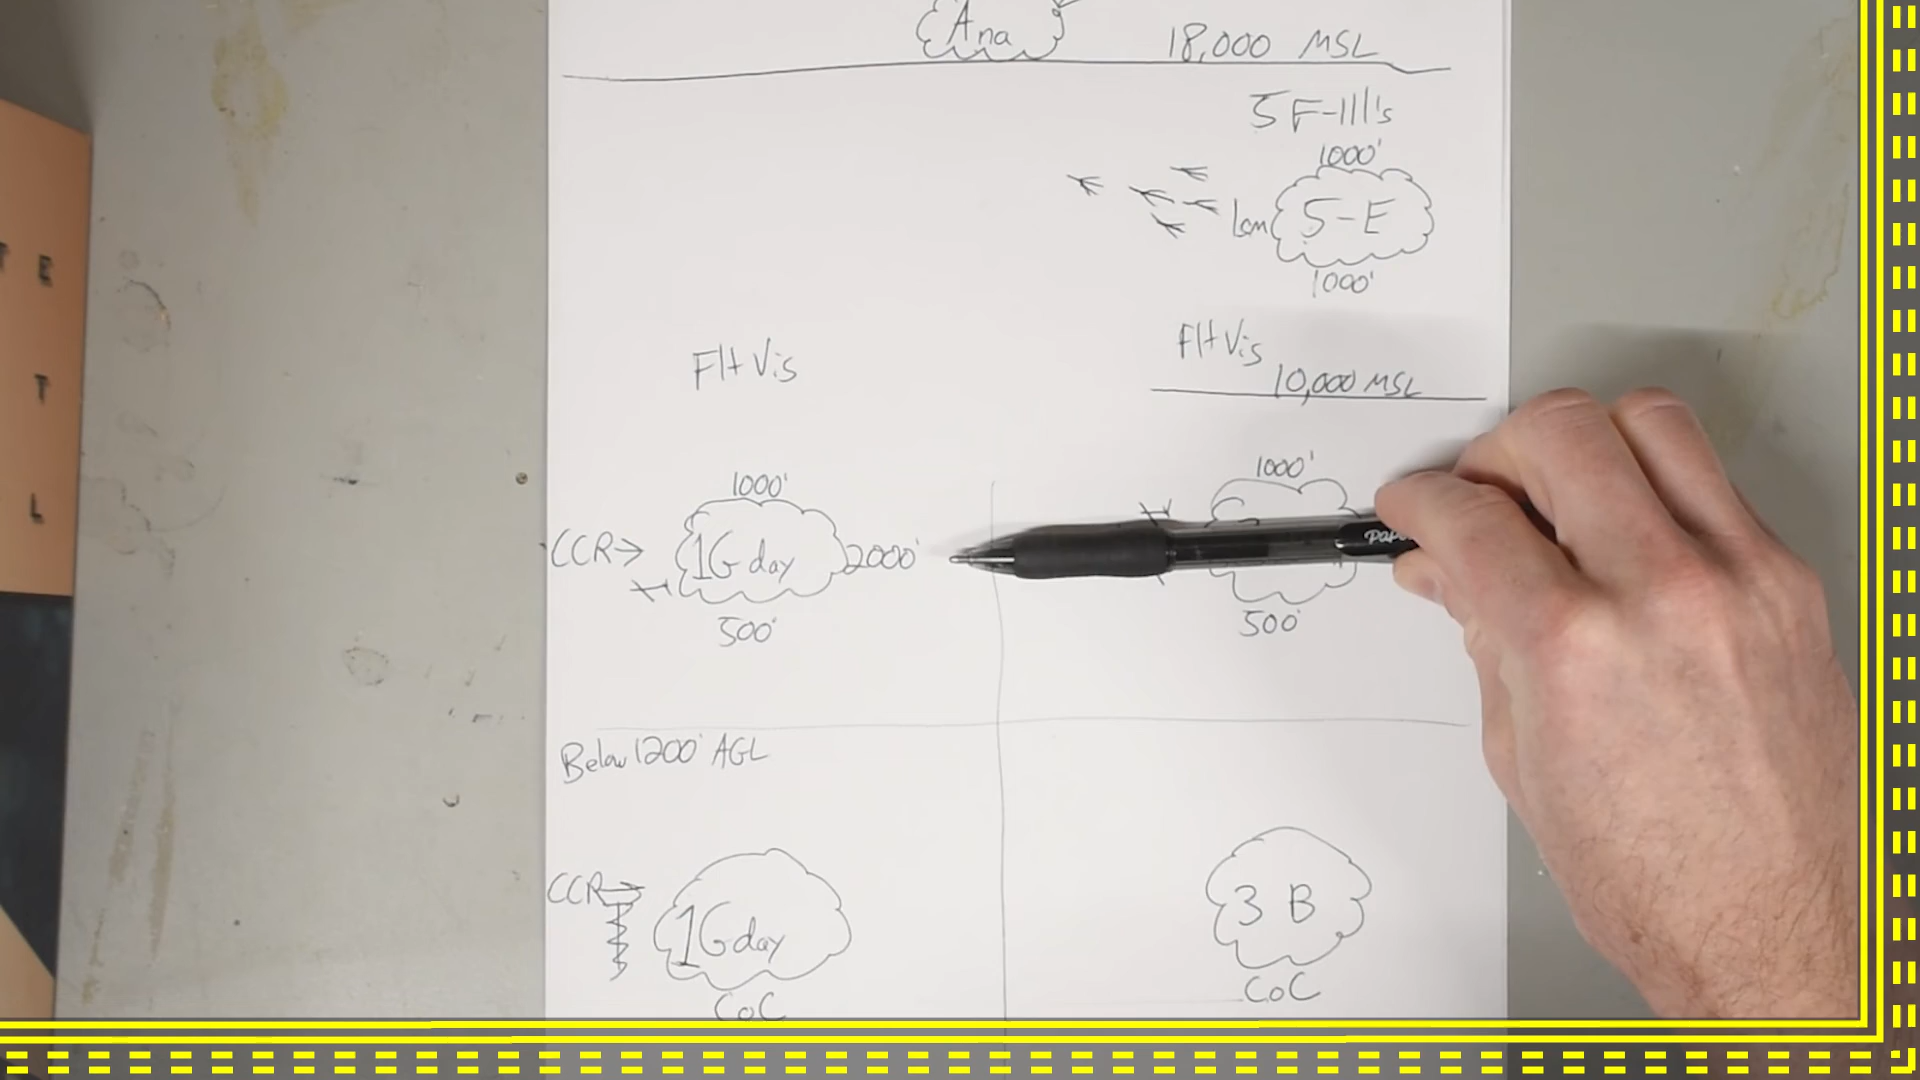 Ana
18,000 MSL
5 F-111's
1000'
5-E
1000'
Flt Vis
Flt Vis
10,000 MSL
1000'
1000'
CCR→
1G day
2000'
500'
500'
Below 1200' AGL
CCR→
1G day
3 B
CoC
CoC
E
T
L